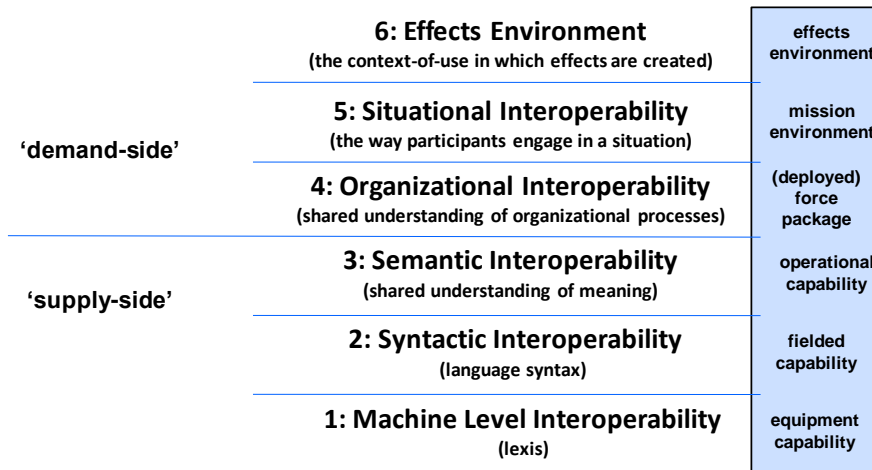 6: Effects Environment
(the context-of-use in which effects are created)
effects
environment
5: Situational Interoperability
(the way participants engage in a situation)
mission
environment
'demand-side'
4: Organizational Interoperability
(shared understanding of organizational processes)
(deployed)
force
package
3: Semantic Interoperability
(shared understanding of meaning)
operational
capability
'supply-side'
2: Syntactic Interoperability
(language syntax)
fielded
capability
1: Machine Level Interoperability
(lexis)
equipment
capability